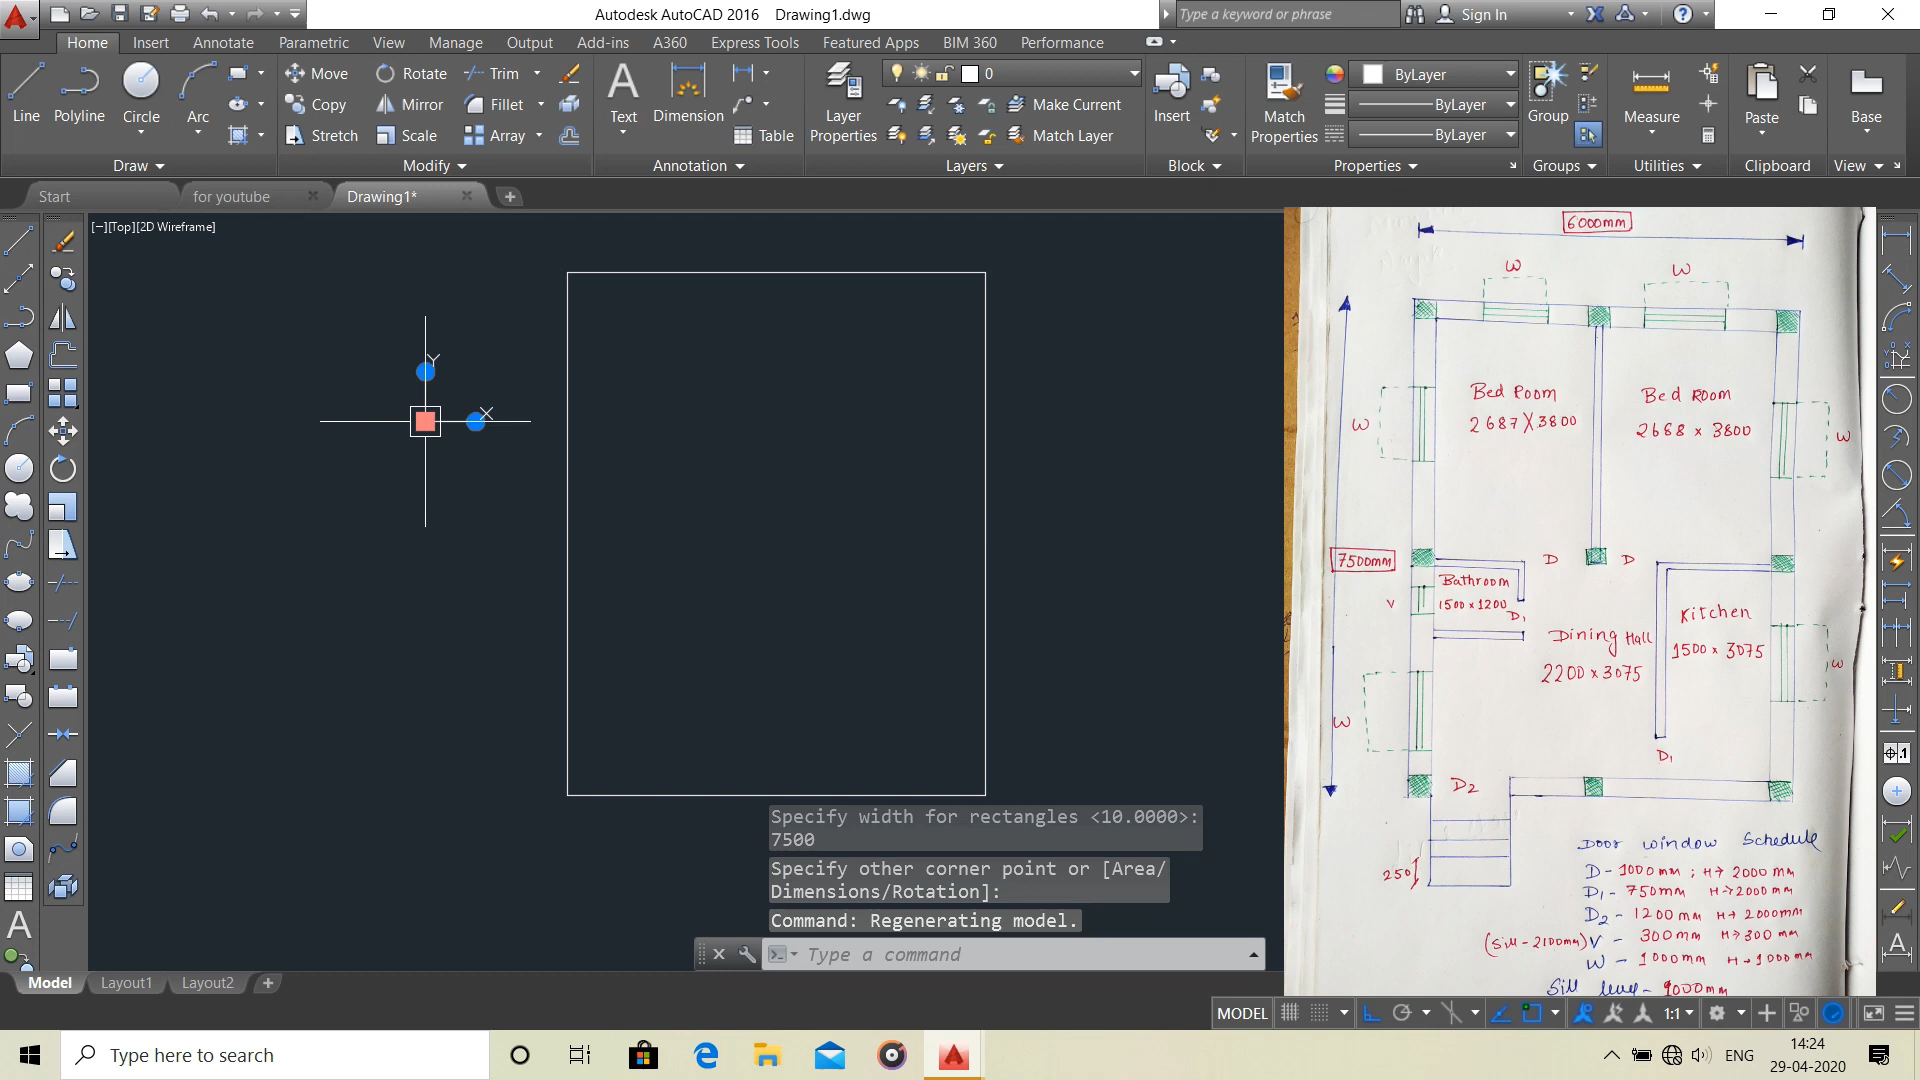 Autodesk AutoCAD 2016 Drawing1.dwg
Type a keyword or phrase
Sign In
Home Insert Annotate Parametric View Manage Output Add-ins A360 Express Tools Featured Apps BIM 360 Performance
Line
Polyline
Circle
Arc
Move
Rotate
Trim
Copy
Mirror
Fillet
Stretch
Scale
Array
Text
Dimension
Table
Layer
Properties
0
Make Current
Match Layer
Insert
Match
Properties
ByLayer
ByLayer
ByLayer
Group
Measure
Paste
Base
Draw
Modify
Annotation
Layers
Block
Properties
Groups
Utilities
Clipboard
View
Start
for youtube
Drawing1*
[−][Top][2D Wireframe]
Y
X
6000mm
W
W
Bed Room
2687 X 3800
Bed Room
2688 x 3800
W
W
7500mm
D
D
Bathroom
1500 x 1200
V
D1
Kitchen
1500 x 3075
Dining Hall
2200 x 3075
W
W
D1
D2
250
Door window Schedule
D - 1000mm ; H → 2000 mm
D1 - 750mm H → 2000 mm
D2 - 1200 mm H → 2000mm
(Sill - 2100mm) V - 300mm H → 300 mm
W - 1000mm H → 1000mm
Sill level - 9000mm
Specify width for rectangles <10.0000>:
7500
Specify other corner point or [Area/
Dimensions/Rotation]:
Command: Regenerating model.
Type a command
Model
Layout1
Layout2
MODEL
1:1
Type here to search
ENG
14:24
29-04-2020